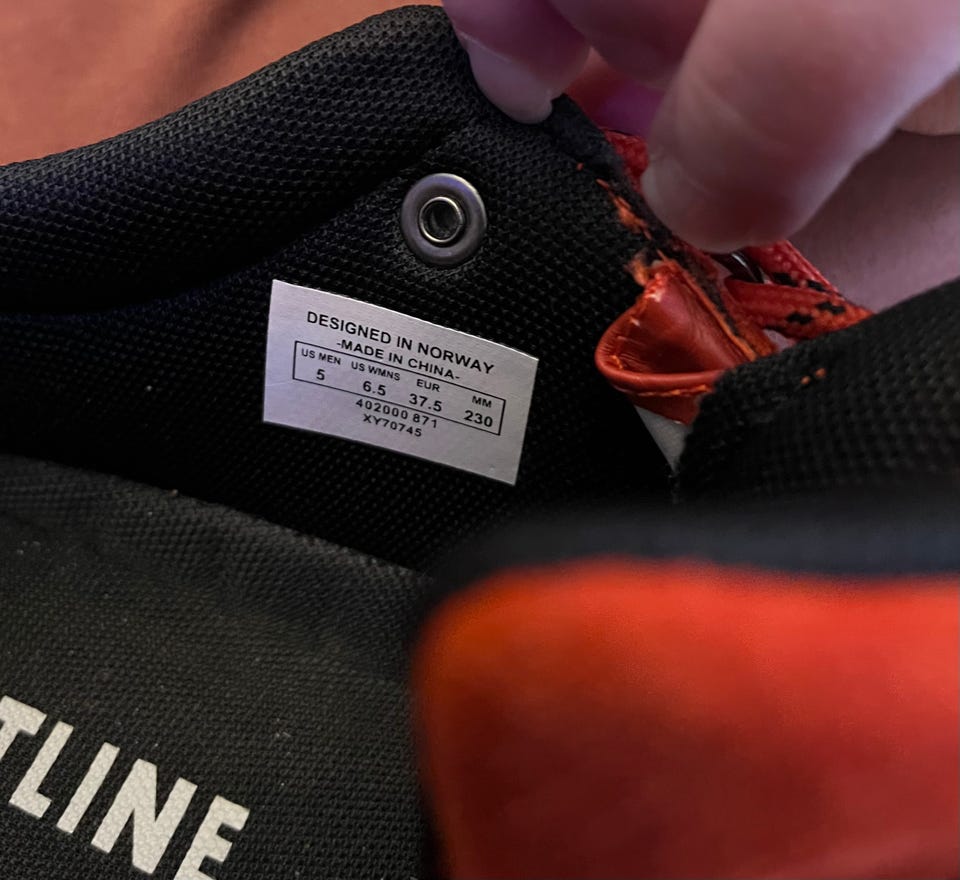 DESIGNED IN NORWAY
-MADE IN CHINA-
US MEN US WMNS EUR MM
5 6.5 37.5 230
402000 871
XY70745
TLINE